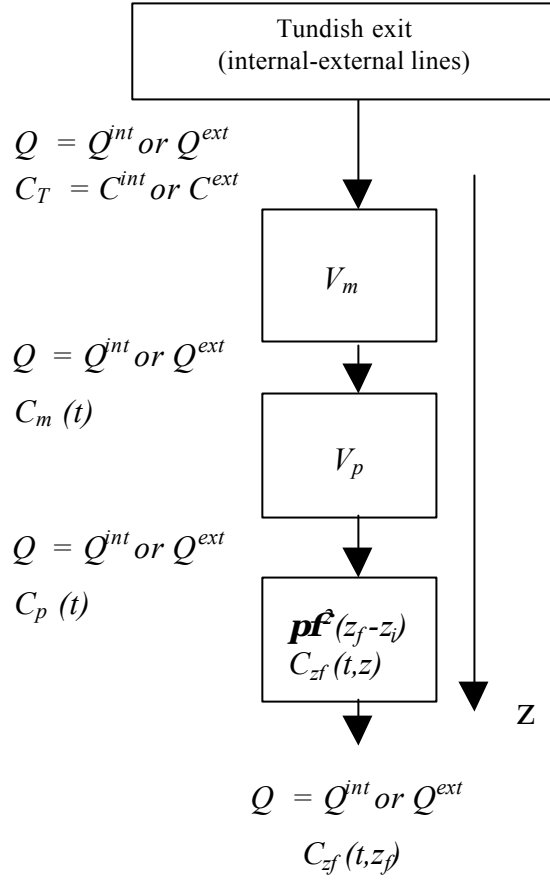 Tundish exit
(internal-external lines)
Q = Q^int or Q^ext
C_T = C^int or C^ext
V_m
Q = Q^int or Q^ext
C_m (t)
V_p
Q = Q^int or Q^ext
C_p (t)
pf²(z_f-z_i)
C_zf(t,z)
z
Q = Q^int or Q^ext
C_zf(t,z_f)